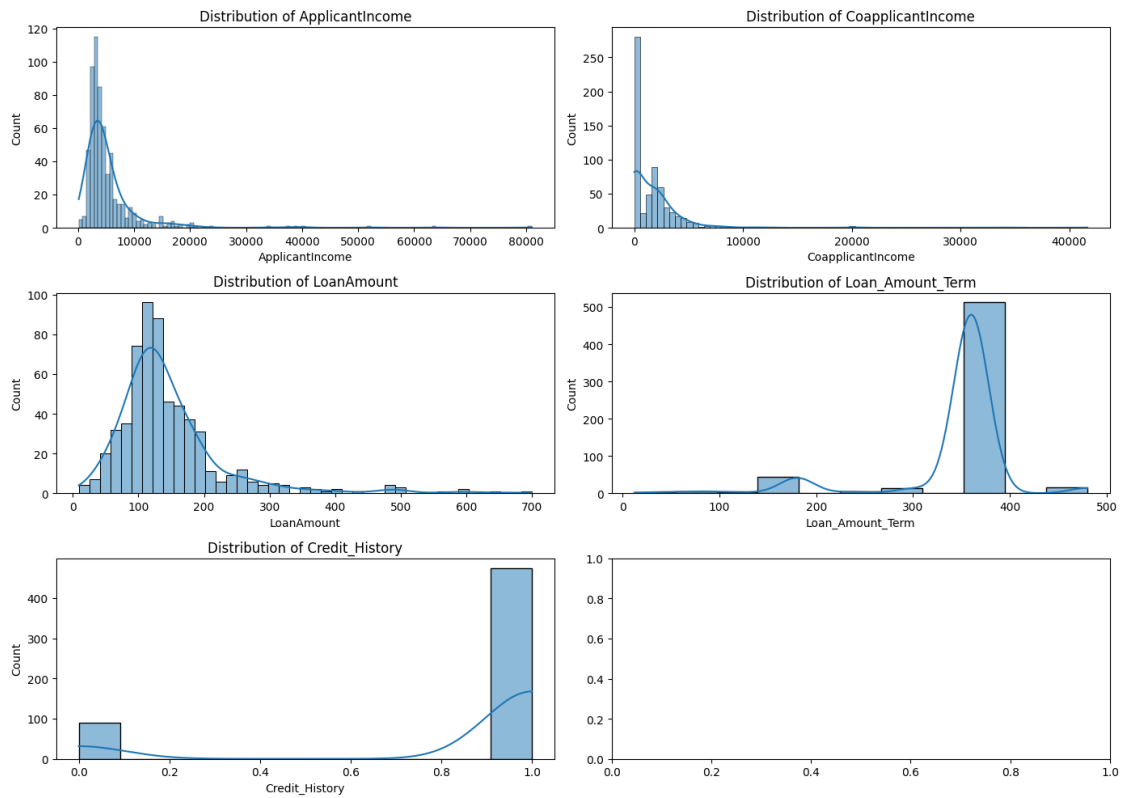 Distribution of ApplicantIncome
Count
120
100
80
60
40
20
0
0 10000 20000 30000 40000 50000 60000 70000 80000
ApplicantIncome
Distribution of CoapplicantIncome
Count
250
200
150
100
50
0
0 10000 20000 30000 40000
CoapplicantIncome
Distribution of LoanAmount
Count
100
80
60
40
20
0
0 100 200 300 400 500 600 700
LoanAmount
Distribution of Loan_Amount_Term
Count
500
400
300
200
100
0
0 100 200 300 400 500
Loan_Amount_Term
Distribution of Credit_History
Count
400
300
200
100
0
0.0 0.2 0.4 0.6 0.8 1.0
Credit_History
1.0
0.8
0.6
0.4
0.2
0.0
0.0 0.2 0.4 0.6 0.8 1.0